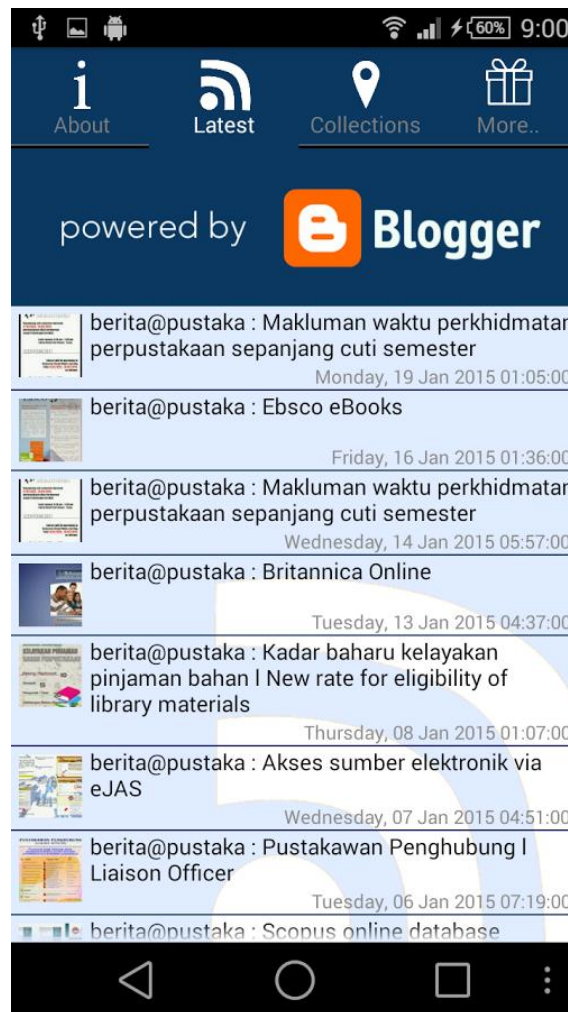 60% 9:00
i
About Latest Collections More..
powered by Blogger
berita@pustaka : Makluman waktu perkhidmatan
perpustakaan sepanjang cuti semester
Monday, 19 Jan 2015 01:05:00
berita@pustaka : Ebsco eBooks
Friday, 16 Jan 2015 01:36:00
berita@pustaka : Makluman waktu perkhidmatan
perpustakaan sepanjang cuti semester
Wednesday, 14 Jan 2015 05:57:00
berita@pustaka : Britannica Online
Tuesday, 13 Jan 2015 04:37:00
berita@pustaka : Kadar baharu kelayakan
pinjaman bahan l New rate for eligibility of
library materials
Thursday, 08 Jan 2015 01:07:00
berita@pustaka : Akses sumber elektronik via
eJAS
Wednesday, 07 Jan 2015 04:51:00
berita@pustaka : Pustakawan Penghubung l
Liaison Officer
Tuesday, 06 Jan 2015 07:19:00
berita@pustaka : Scopus online database